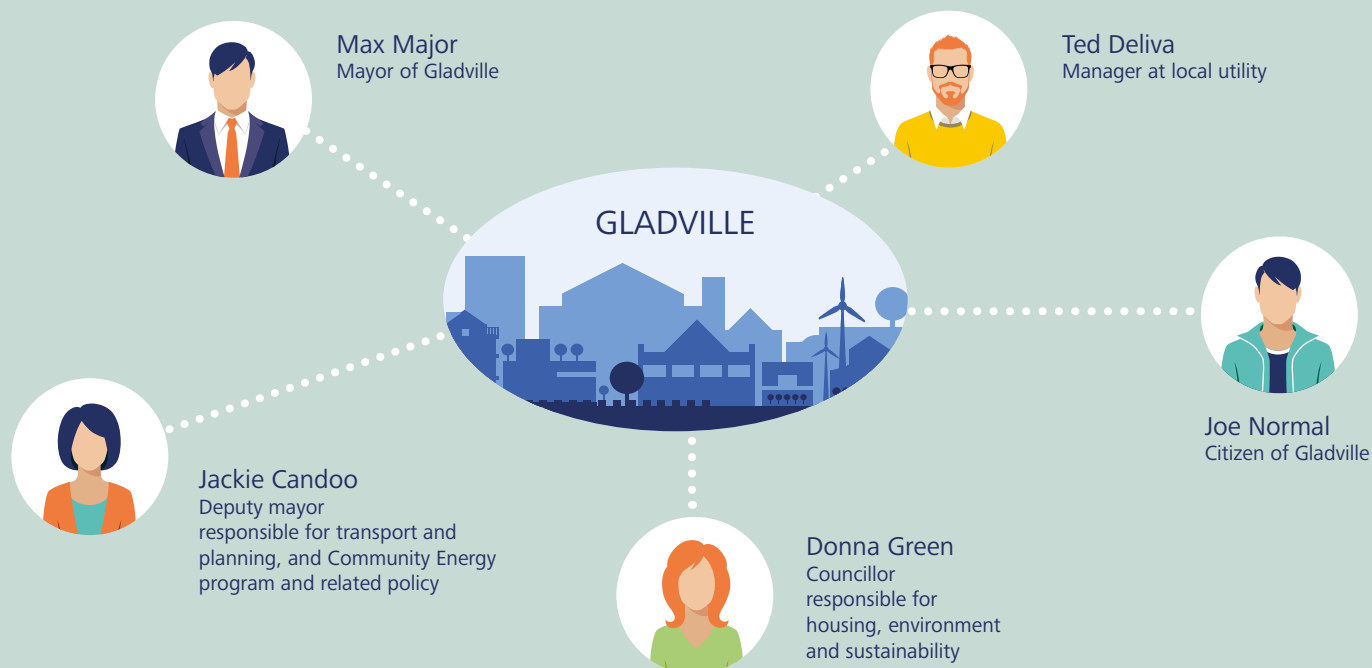 Max Major
Mayor of Gladville
Ted Deliva
Manager at local utility
GLADVILLE
Joe Normal
Citizen of Gladville
Jackie Candoo
Deputy mayor
responsible for transport and
planning, and Community Energy
program and related policy
Donna Green
Councillor
responsible for
housing, environment
and sustainability